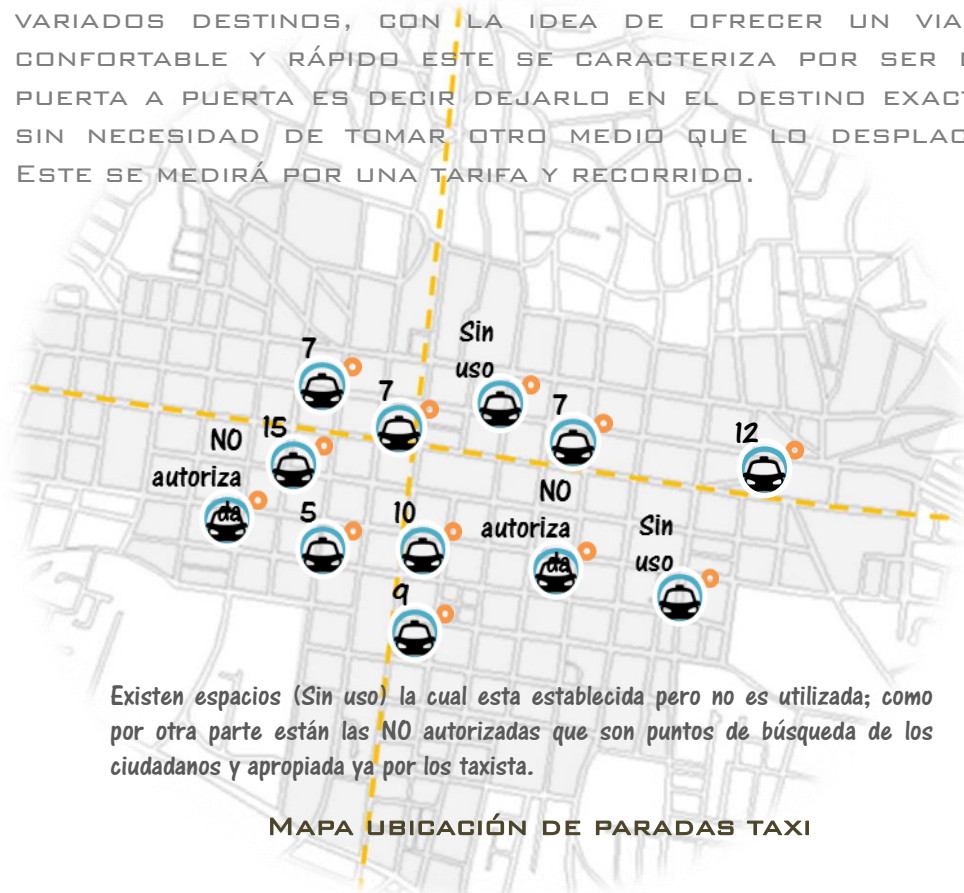 VARIADOS DESTINOS, CON LA IDEA DE OFRECER UN VIA
CONFORTABLE Y RÁPIDO ESTE SE CARACTERIZA POR SER
PUERTA A PUERTA ES DECIR DEJARLO EN EL DESTINO EXACT
SIN NECESIDAD DE TOMAR OTRO MEDIO QUE LO DESPLAC
ESTE SE MEDIRÁ POR UNA TARIFA Y RECORRIDO.
Sin
uso
7
7
7
12
15
NO
autoriza
da
5
10
NO
autoriza
da
Sin
uso
9
Existen espacios (Sin uso) la cual esta establecida pero no es utilizada; como
por otra parte están las NO autorizadas que son puntos de búsqueda de los
ciudadanos y apropiada ya por los taxista.
MAPA UBICACIÓN DE PARADAS TAXI